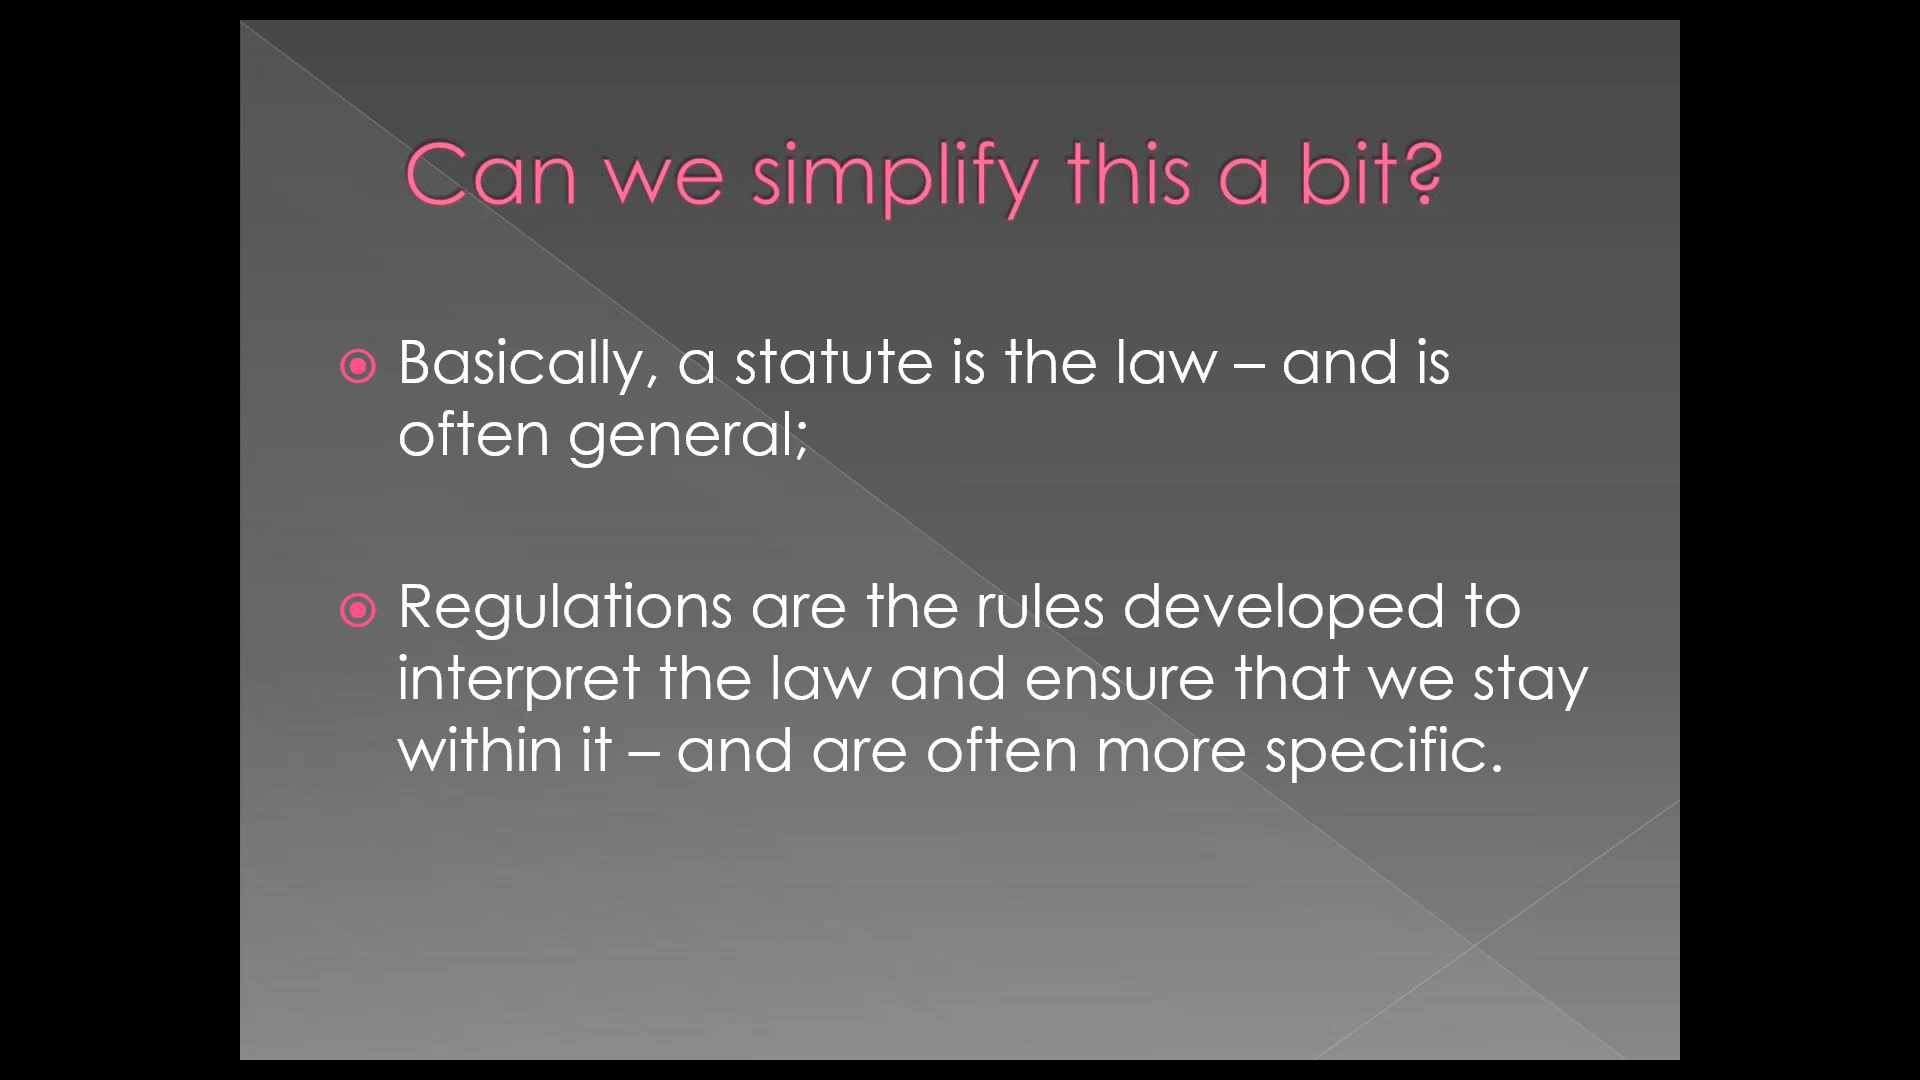 Can we simplify this a bit?
Basically, a statute is the law – and is
often general;
Regulations are the rules developed to
interpret the law and ensure that we stay
within it – and are often more specific.